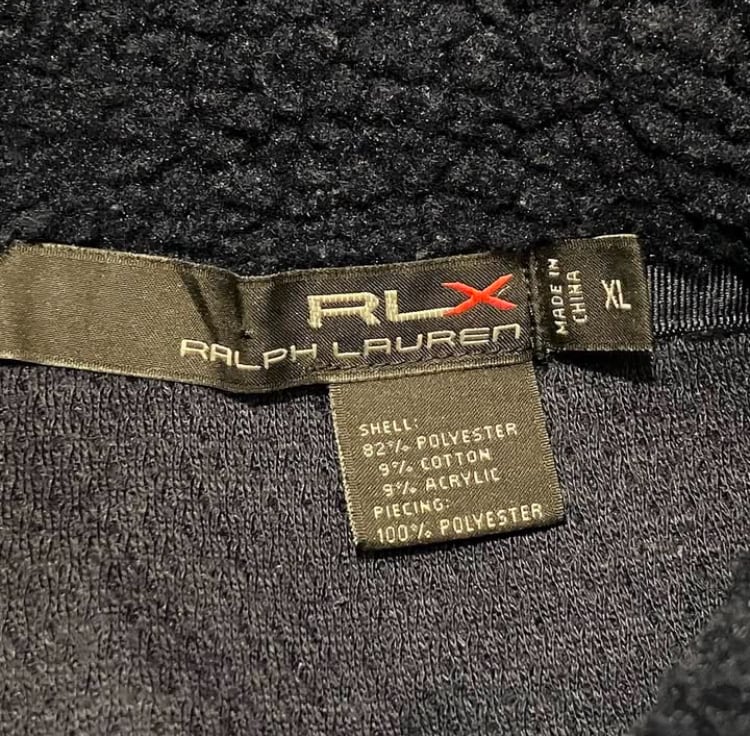 RLX
RALPH LAUREN
MADE IN
CHINA
XL
SHELL:
82% POLYESTER
9% COTTON
9% ACRYLIC
PIECING:
100% POLYESTER